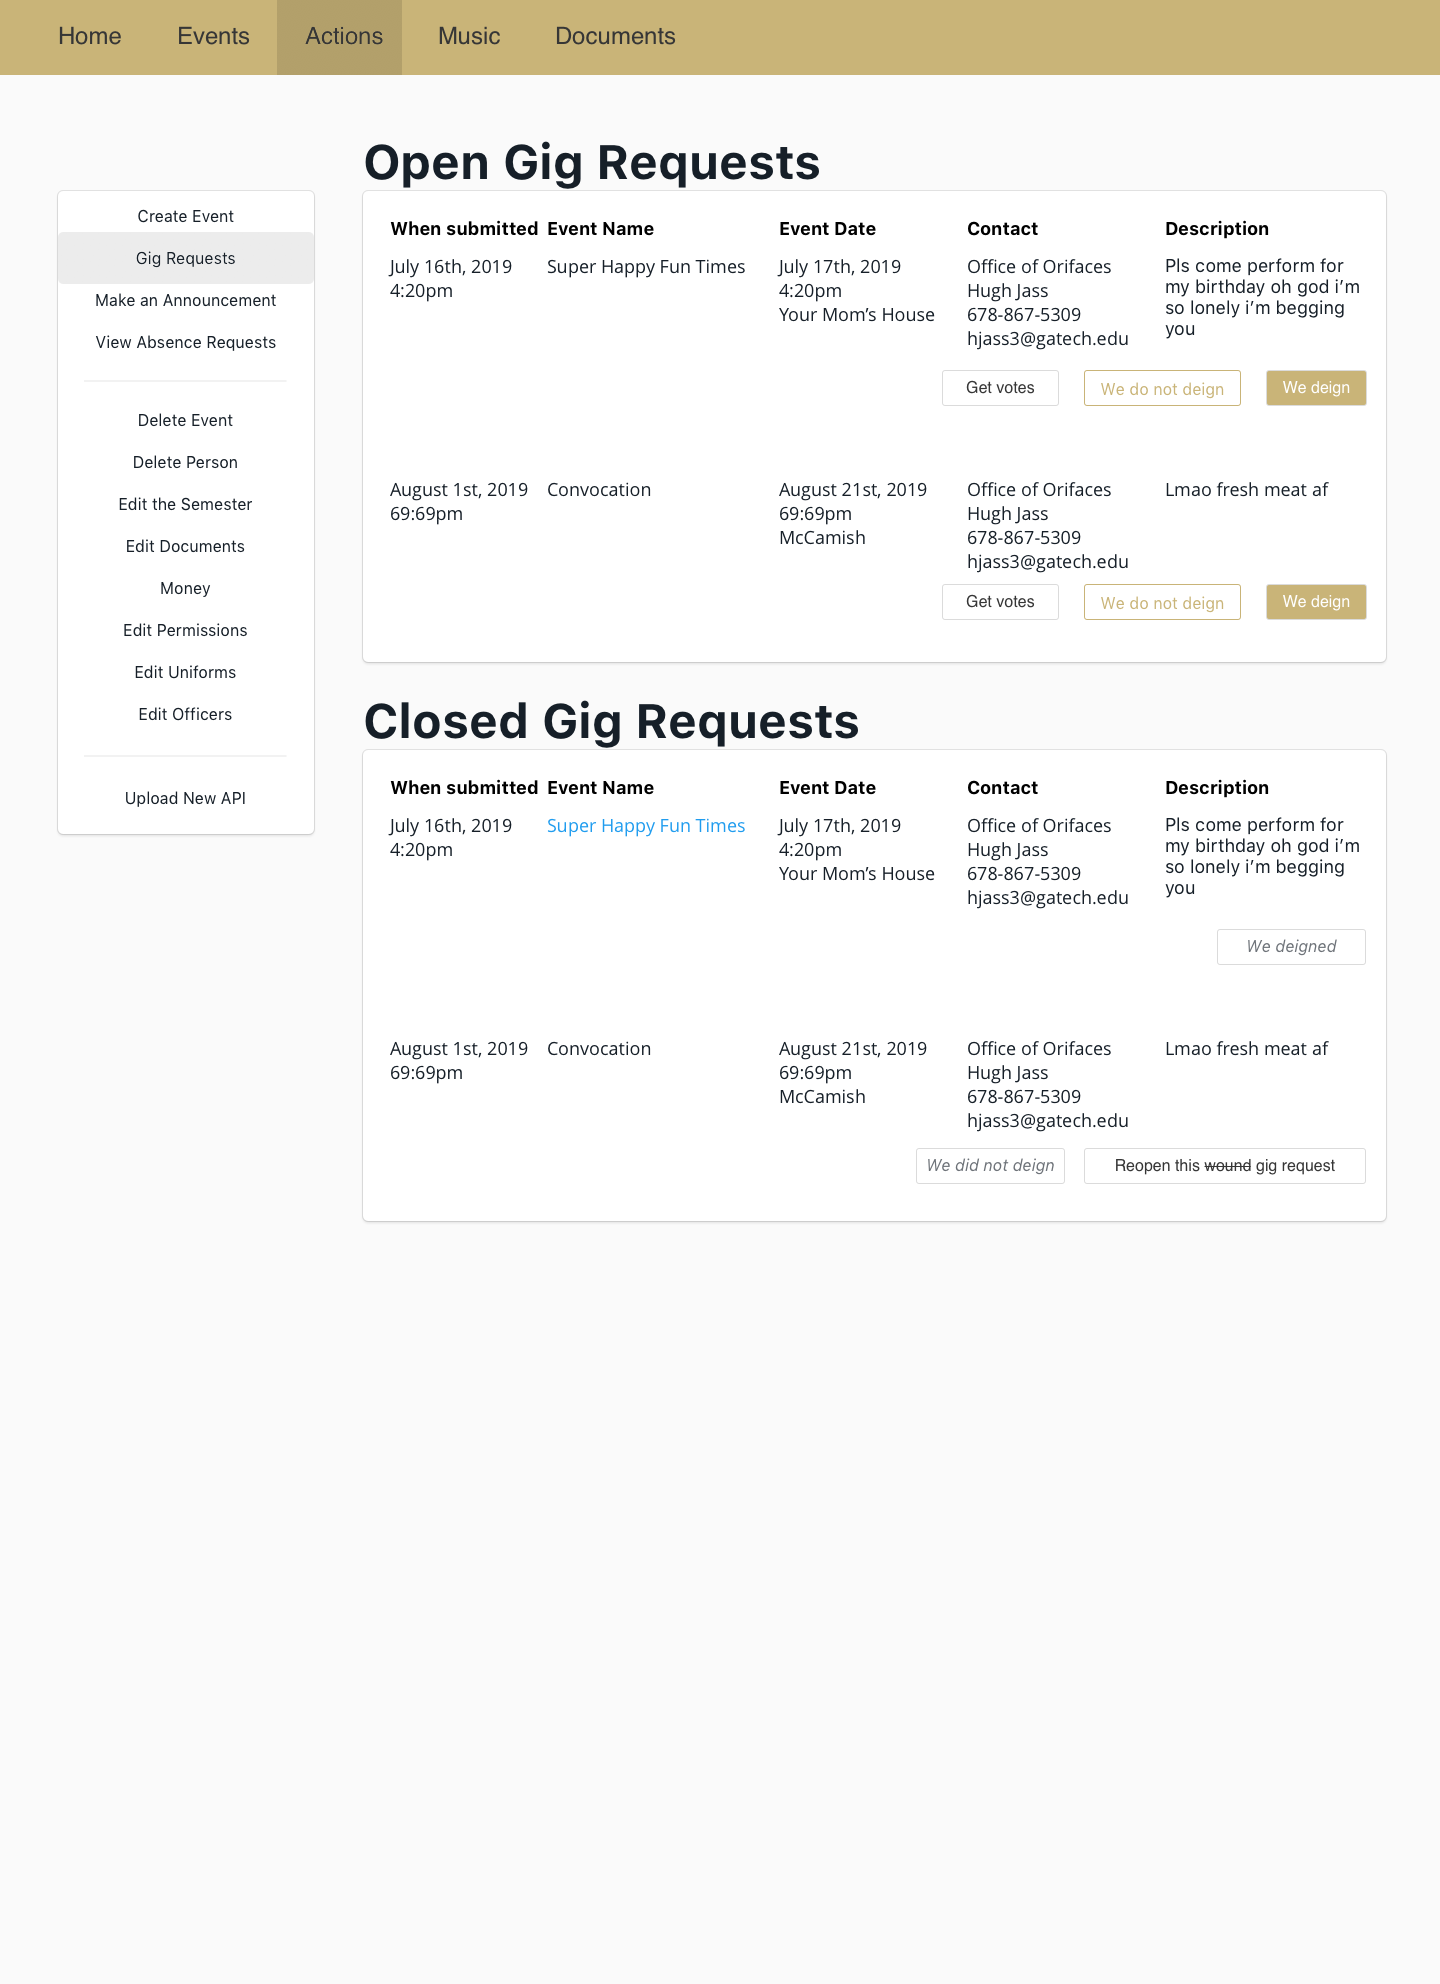 Home Events Actions Music Documents
Open Gig Requests
Create Event
Gig Requests
Make an Announcement
View Absence Requests
Delete Event
Delete Person
Edit the Semester
Edit Documents
Money
Edit Permissions
Edit Uniforms
Edit Officers
Upload New API
When submitted Event Name Event Date Contact Description
July 16th, 2019 Super Happy Fun Times July 17th, 2019 Office of Orifaces Pls come perform for
4:20pm 4:20pm Hugh Jass my birthday oh god i’m
Your Mom’s House 678-867-5309 so lonely i’m begging
hjass3@gatech.edu you
Get votes We do not deign We deign
August 1st, 2019 Convocation August 21st, 2019 Office of Orifaces Lmao fresh meat af
69:69pm 69:69pm Hugh Jass
McCamish 678-867-5309
hjass3@gatech.edu
Get votes We do not deign We deign
Closed Gig Requests
When submitted Event Name Event Date Contact Description
July 16th, 2019 Super Happy Fun Times July 17th, 2019 Office of Orifaces Pls come perform for
4:20pm 4:20pm Hugh Jass my birthday oh god i’m
Your Mom’s House 678-867-5309 so lonely i’m begging
hjass3@gatech.edu you
We deigned
August 1st, 2019 Convocation August 21st, 2019 Office of Orifaces Lmao fresh meat af
69:69pm 69:69pm Hugh Jass
McCamish 678-867-5309
hjass3@gatech.edu
We did not deign Reopen this wound gig request